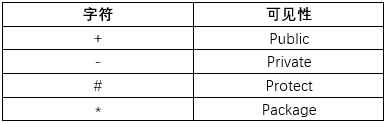 字符 可见性
+ Public
- Private
# Protect
* Package